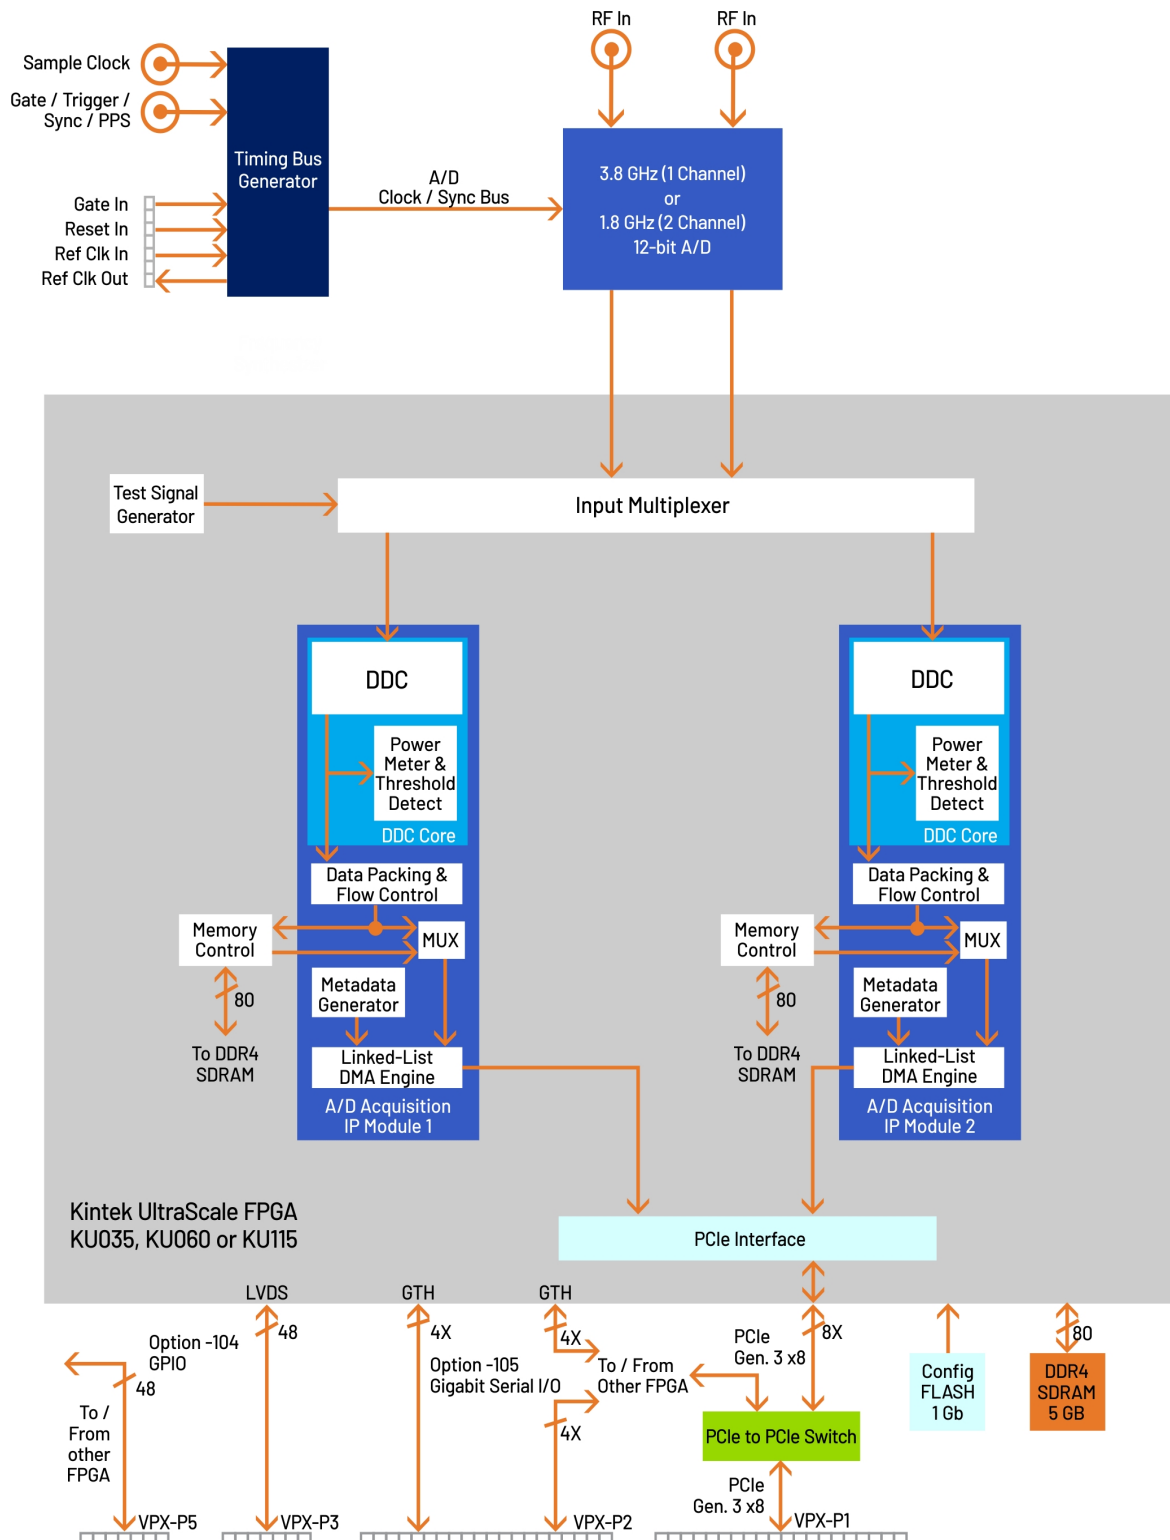 RF In
RF In
Sample Clock
Gate / Trigger /
Sync / PPS
Timing Bus
Generator
A/D
Clock / Sync Bus
3.8 GHz (1 Channel)
or
1.8 GHz (2 Channel)
12-bit A/D
Gate In
Reset In
Ref Clk In
Ref Clk Out
Test Signal
Generator
Input Multiplexer
DDC
Power
Meter &
Threshold
Detect
DDC Core
Data Packing &
Flow Control
Memory
Control
MUX
Metadata
Generator
80
To DDR4
SDRAM
Linked-List
DMA Engine
A/D Acquisition
IP Module 1
DDC
Power
Meter &
Threshold
Detect
DDC Core
Data Packing &
Flow Control
Memory
Control
MUX
Metadata
Generator
80
To DDR4
SDRAM
Linked-List
DMA Engine
A/D Acquisition
IP Module 2
Kintek UltraScale FPGA
KU035, KU060 or KU115
PCIe Interface
LVDS
GTH
GTH
48
4X
4X
8X
80
Option -104
GPIO
48
To /
From
other
FPGA
Option -105
Gigabit Serial I/O
To / From
Other FPGA
4X
PCIe
Gen. 3 x8
PCIe to PCIe Switch
PCIe
Gen. 3 x8
Config
FLASH
1 Gb
DDR4
SDRAM
5 GB
VPX-P5
VPX-P3
VPX-P2
VPX-P1